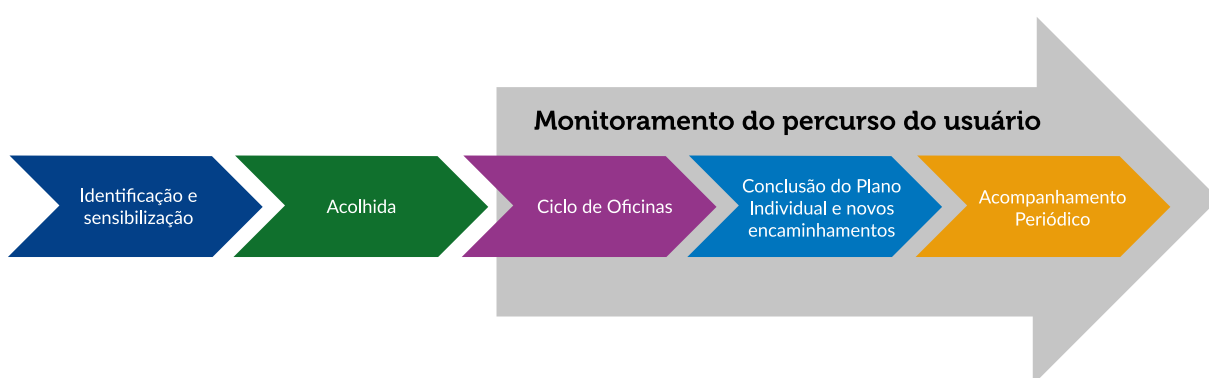 Monitoramento do percurso do usuário
Identificação e
sensibilização
Acolhida
Ciclo de Oficinas
Conclusão do Plano
Individual e novos
encaminhamentos
Acompanhamento
Periódico